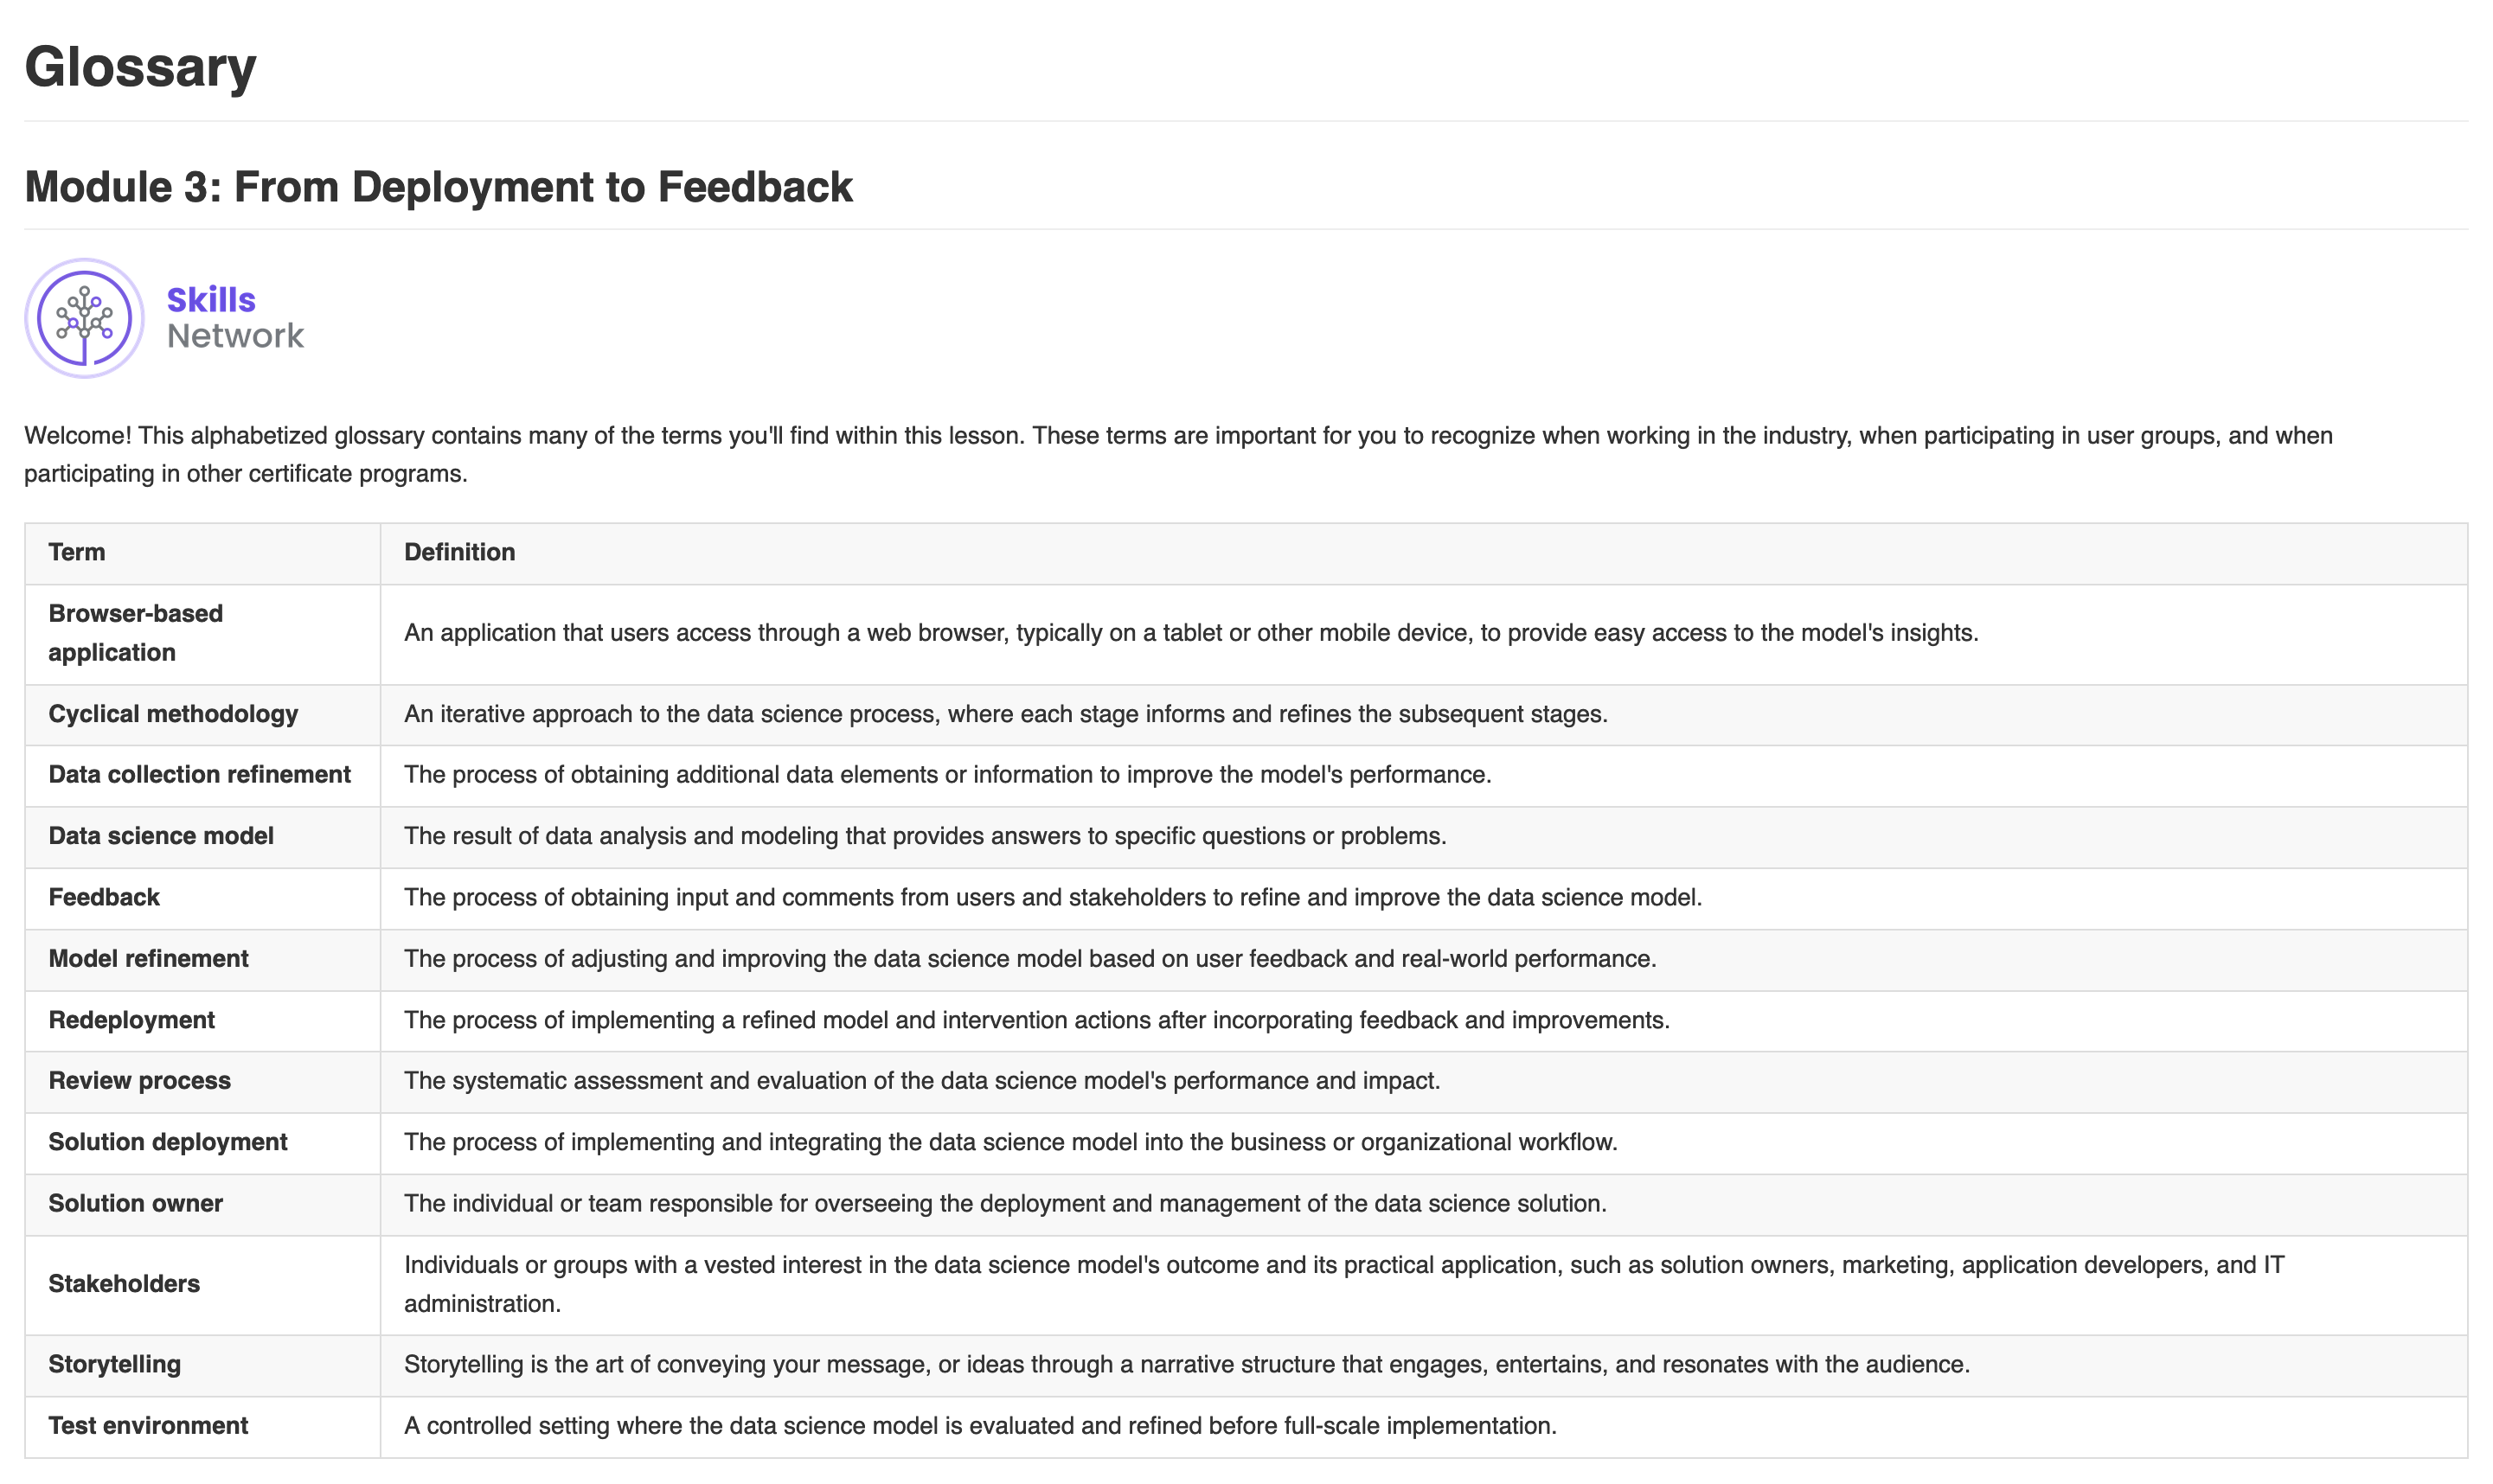 Glossary
Module 3: From Deployment to Feedback
Skills
Network
Welcome! This alphabetized glossary contains many of the terms you'll find within this lesson. These terms are important for you to recognize when working in the industry, when participating in user groups, and when
participating in other certificate programs.
Term Definition
Browser-based
application
An application that users access through a web browser, typically on a tablet or other mobile device, to provide easy access to the model's insights.
Cyclical methodology An iterative approach to the data science process, where each stage informs and refines the subsequent stages.
Data collection refinement The process of obtaining additional data elements or information to improve the model's performance.
Data science model The result of data analysis and modeling that provides answers to specific questions or problems.
Feedback The process of obtaining input and comments from users and stakeholders to refine and improve the data science model.
Model refinement The process of adjusting and improving the data science model based on user feedback and real-world performance.
Redeployment The process of implementing a refined model and intervention actions after incorporating feedback and improvements.
Review process The systematic assessment and evaluation of the data science model's performance and impact.
Solution deployment The process of implementing and integrating the data science model into the business or organizational workflow.
Solution owner The individual or team responsible for overseeing the deployment and management of the data science solution.
Stakeholders
Individuals or groups with a vested interest in the data science model's outcome and its practical application, such as solution owners, marketing, application developers, and IT
administration.
Storytelling Storytelling is the art of conveying your message, or ideas through a narrative structure that engages, entertains, and resonates with the audience.
Test environment A controlled setting where the data science model is evaluated and refined before full-scale implementation.